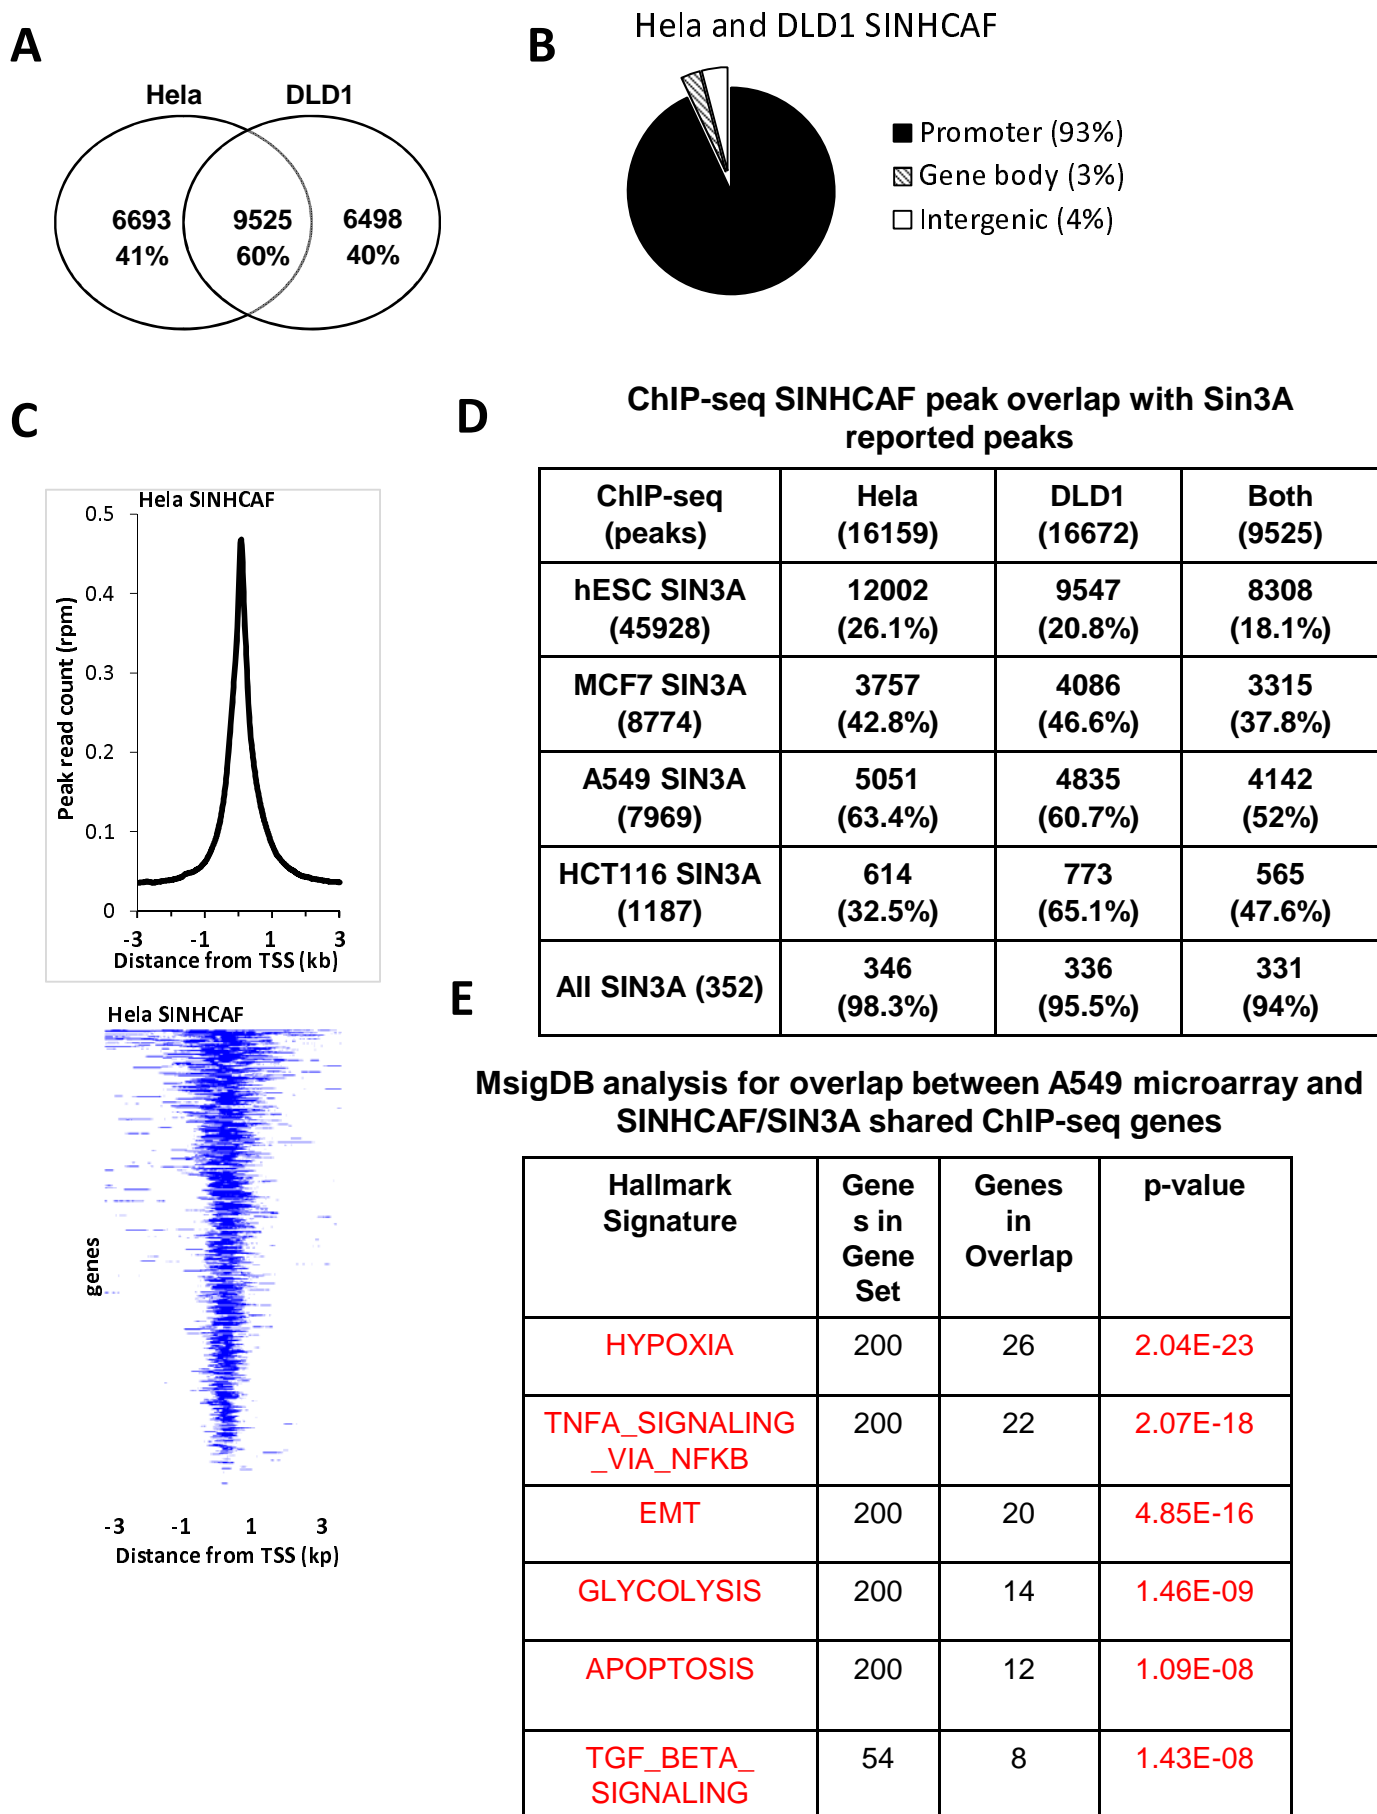 A
Hela
DLD1
6693
41%
9525
60%
6498
40%
B
Hela and DLD1 SINHCAF
Promoter (93%)
Gene body (3%)
Intergenic (4%)
C
Hela SINHCAF
Peak read count (rpm)
0.5
0.4
0.3
0.2
0.1
0
-3
-1
1
3
Distance from TSS (kb)
Hela SINHCAF
genes
-3
-1
1
3
Distance from TSS (kp)
D
ChIP-seq SINHCAF peak overlap with Sin3A
reported peaks
ChIP-seq
(peaks)
Hela
(16159)
DLD1
(16672)
Both
(9525)
hESC SIN3A
(45928)
12002
(26.1%)
9547
(20.8%)
8308
(18.1%)
MCF7 SIN3A
(8774)
3757
(42.8%)
4086
(46.6%)
3315
(37.8%)
A549 SIN3A
(7969)
5051
(63.4%)
4835
(60.7%)
4142
(52%)
HCT116 SIN3A
(1187)
614
(32.5%)
773
(65.1%)
565
(47.6%)
All SIN3A (352)
346
(98.3%)
336
(95.5%)
331
(94%)
E
MsigDB analysis for overlap between A549 microarray and
SINHCAF/SIN3A shared ChIP-seq genes
Hallmark
Signature
Gene
s in
Gene
Set
Genes
in
Overlap
p-value
HYPOXIA
200
26
2.04E-23
TNFA_SIGNALING
_VIA_NFKB
200
22
2.07E-18
EMT
200
20
4.85E-16
GLYCOLYSIS
200
14
1.46E-09
APOPTOSIS
200
12
1.09E-08
TGF_BETA_
SIGNALING
54
8
1.43E-08